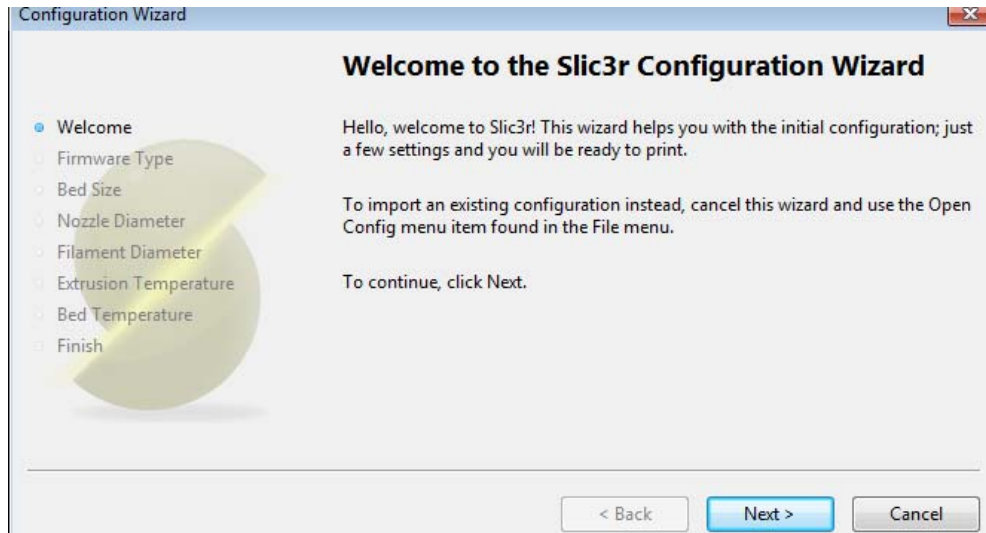 Configuration Wizard
Welcome to the Slic3r Configuration Wizard
Welcome
Firmware Type
Bed Size
Nozzle Diameter
Filament Diameter
Extrusion Temperature
Bed Temperature
Finish
Hello, welcome to Slic3r! This wizard helps you with the initial configuration; just
a few settings and you will be ready to print.
To import an existing configuration instead, cancel this wizard and use the Open
Config menu item found in the File menu.
To continue, click Next.
< Back
Next >
Cancel